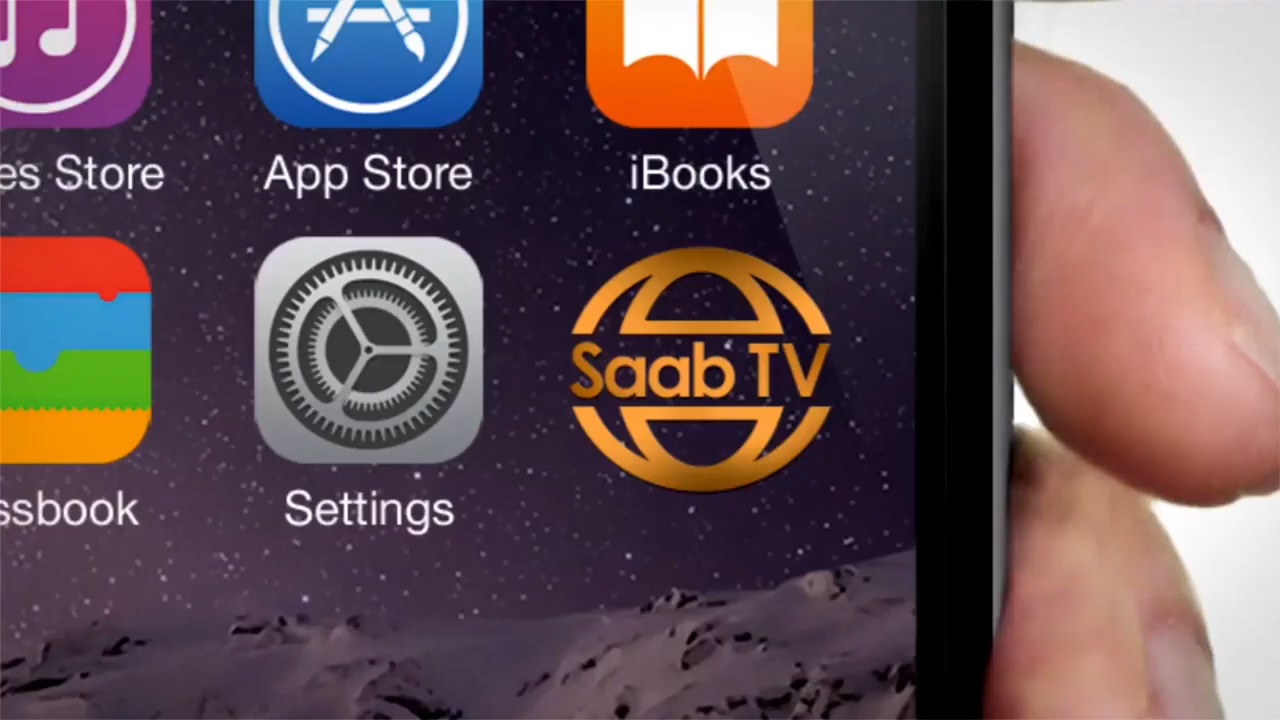 es Store
App Store
iBooks
Saab TV
ssbook
Settings